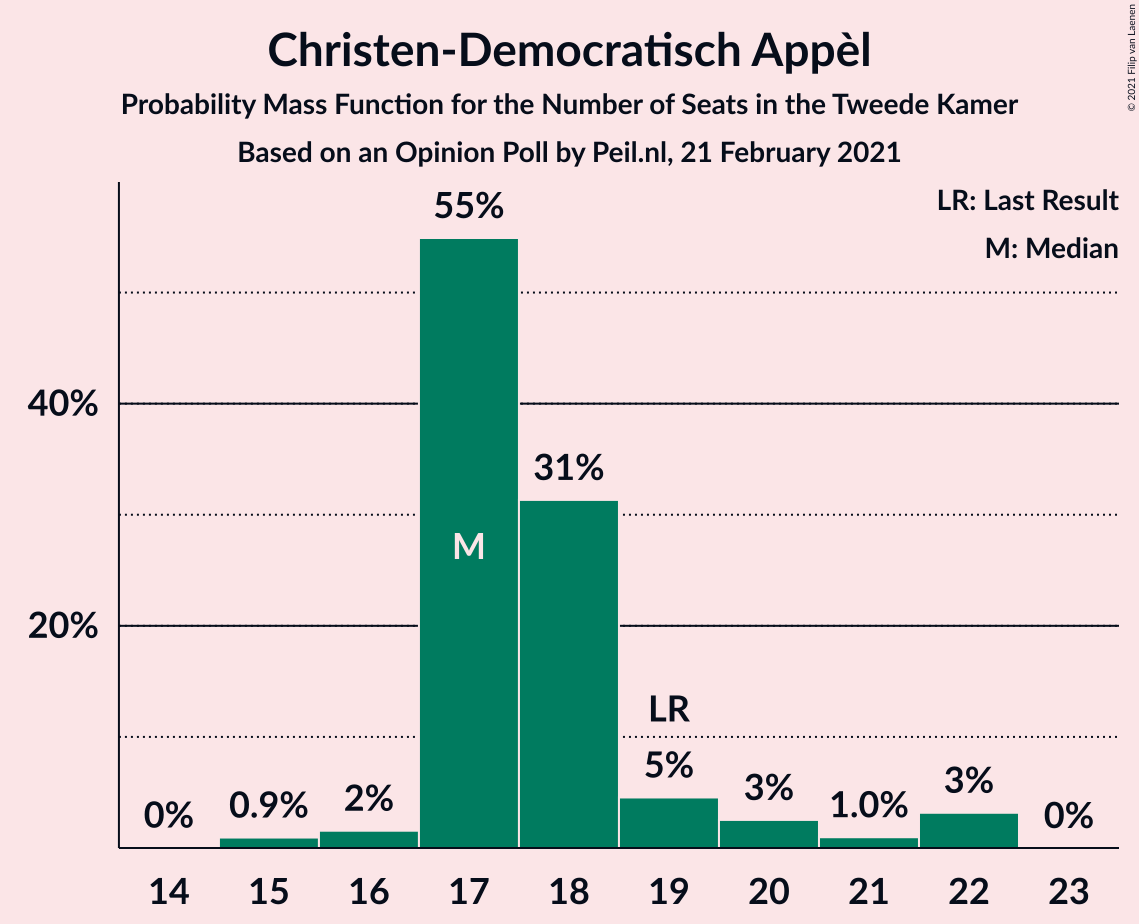 Christen-Democratisch Appèl
Probability Mass Function for the Number of Seats in the Tweede Kamer
Based on an Opinion Poll by Peil.nl, 21 February 2021
© 2021 Filip van Laenen
LR: Last Result
M: Median
55%
40%
31%
M
20%
LR
5%
0%
0.9%
2%
3%
1.0%
3%
0%
14 15 16 17 18 19 20 21 22 23